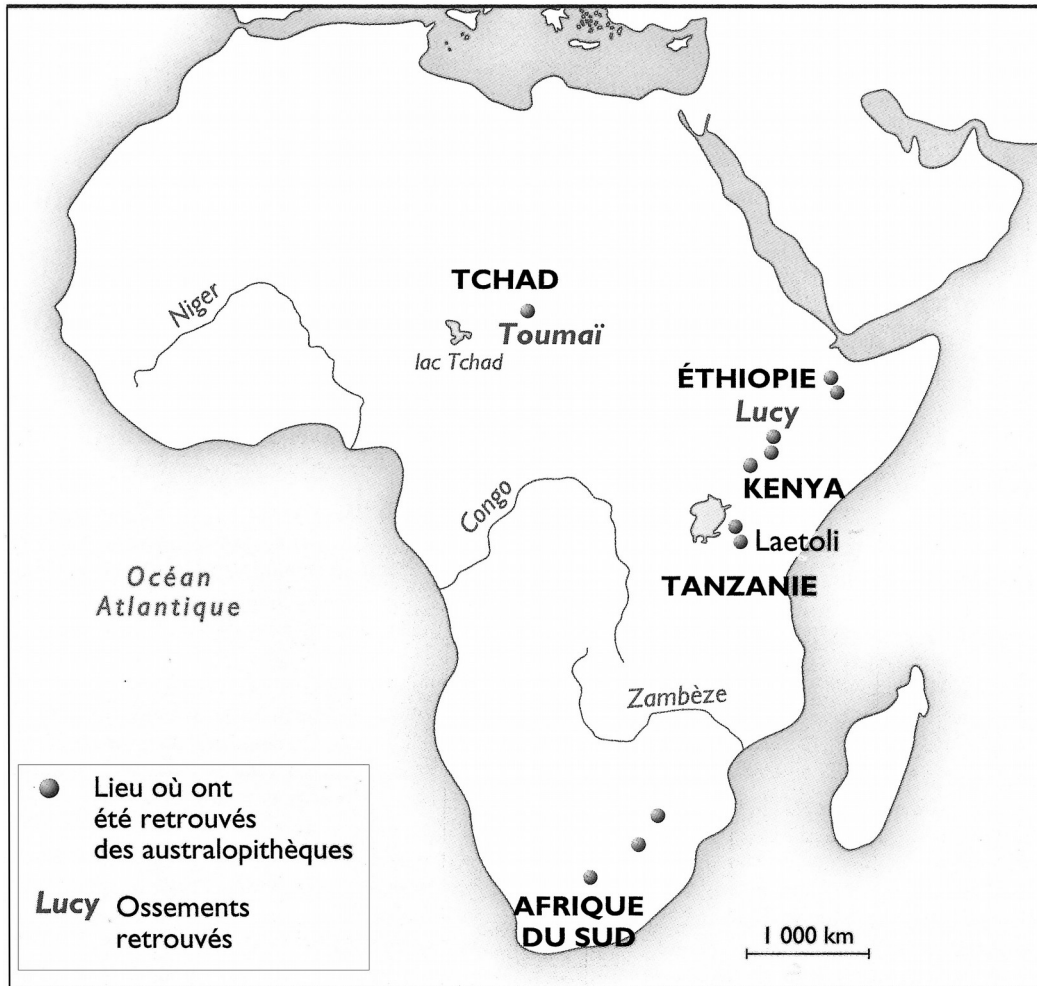 TCHAD
Toumaï
lac Tchad
Niger
ÉTHIOPIE
Lucy
KENYA
Laetoli
TANZANIE
Congo
Océan
Atlantique
Zambèze
Lieu où ont
été retrouvés
des australopithèques
Lucy Ossements
retrouvés
AFRIQUE
DU SUD
1 000 km